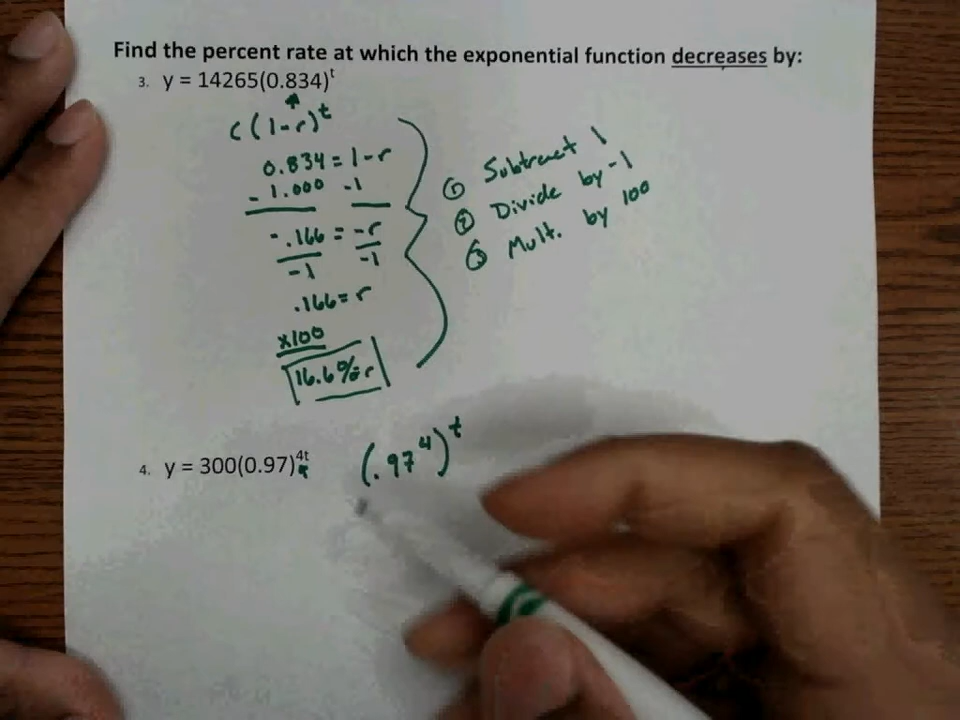 Find the percent rate at which the exponential function decreases by:
3. y = 14265(0.834)^t
C(1-r)^t
0.834 = 1-r
-1.000 -1
-.166 = -r
-1 -1
.166 = r
x100
16.6% = r
① Subtract 1
② Divide by -1
③ Mult. by 100
4. y = 300(0.97)^4t (.97^4)^t